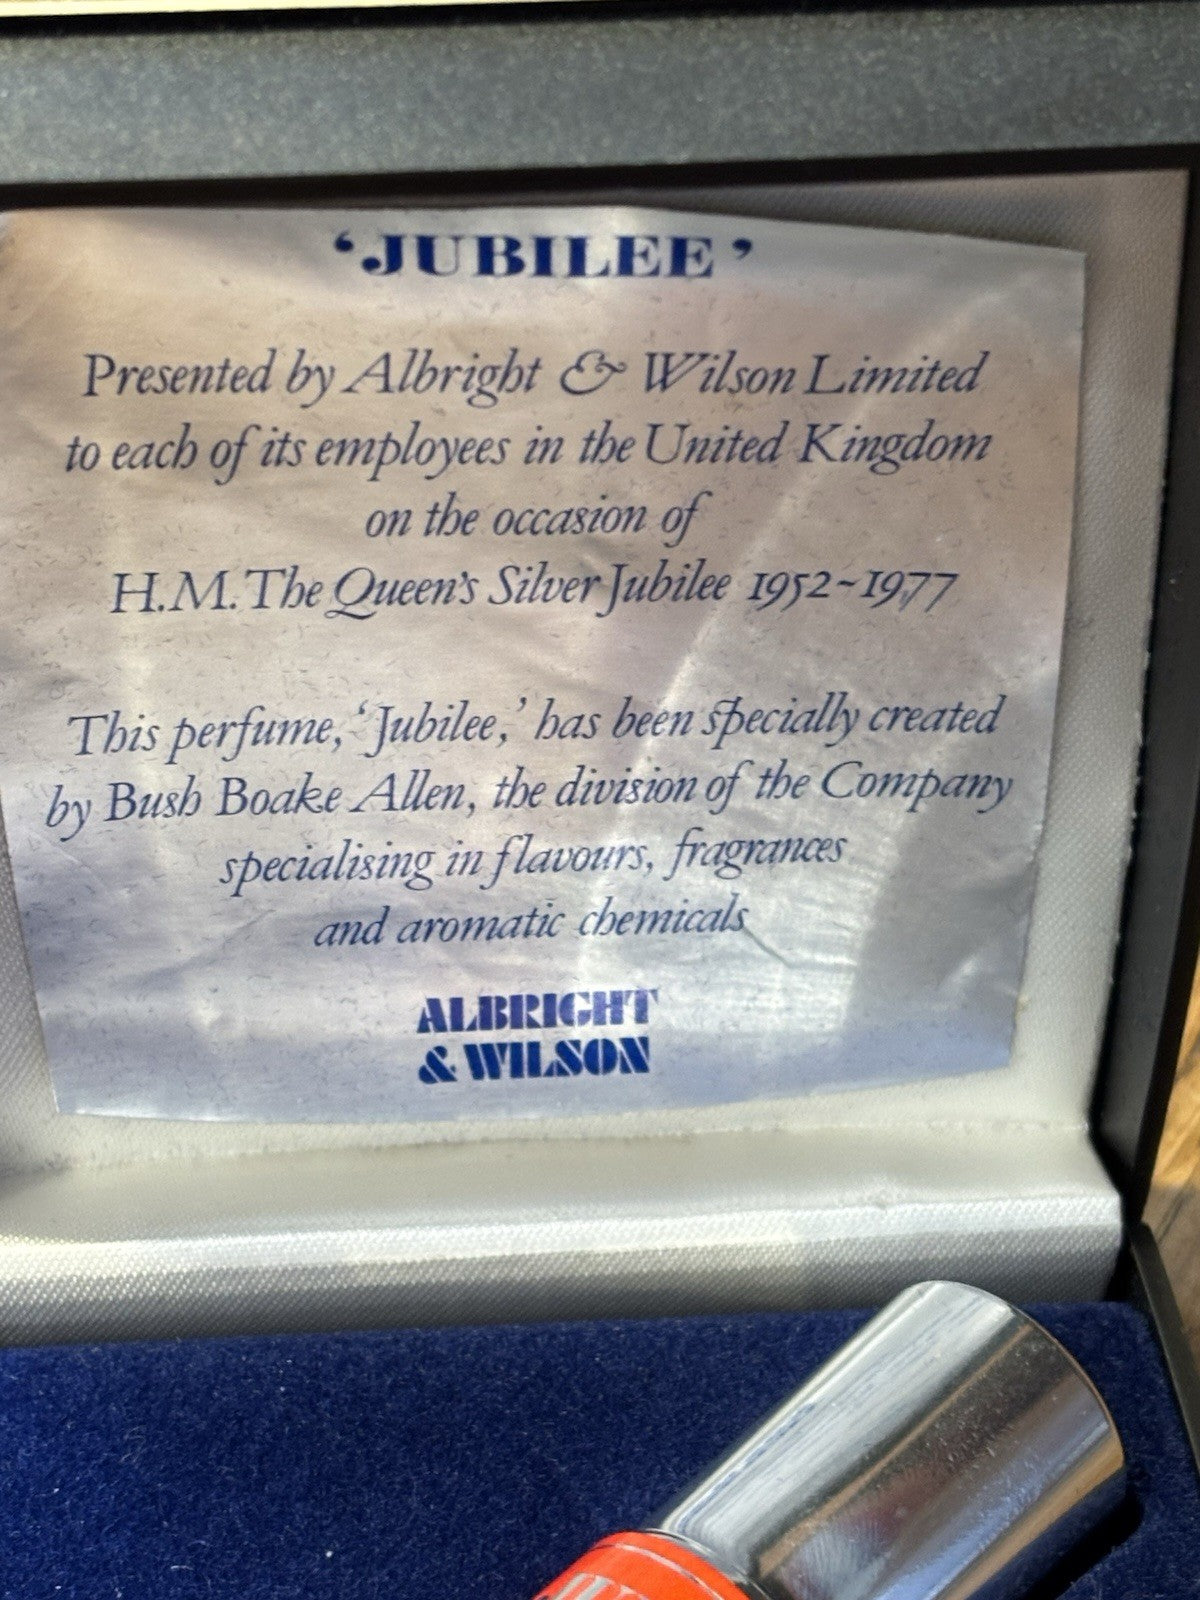 ‘JUBILEE’
Presented by Albright & Wilson Limited
to each of its employees in the United Kingdom
on the occasion of
H.M. The Queen's Silver Jubilee 1952~1977
This perfume, ‘Jubilee,’ has been specially created
by Bush Boake Allen, the division of the Company
specialising in flavours, fragrances
and aromatic chemicals
ALBRIGHT
& WILSON